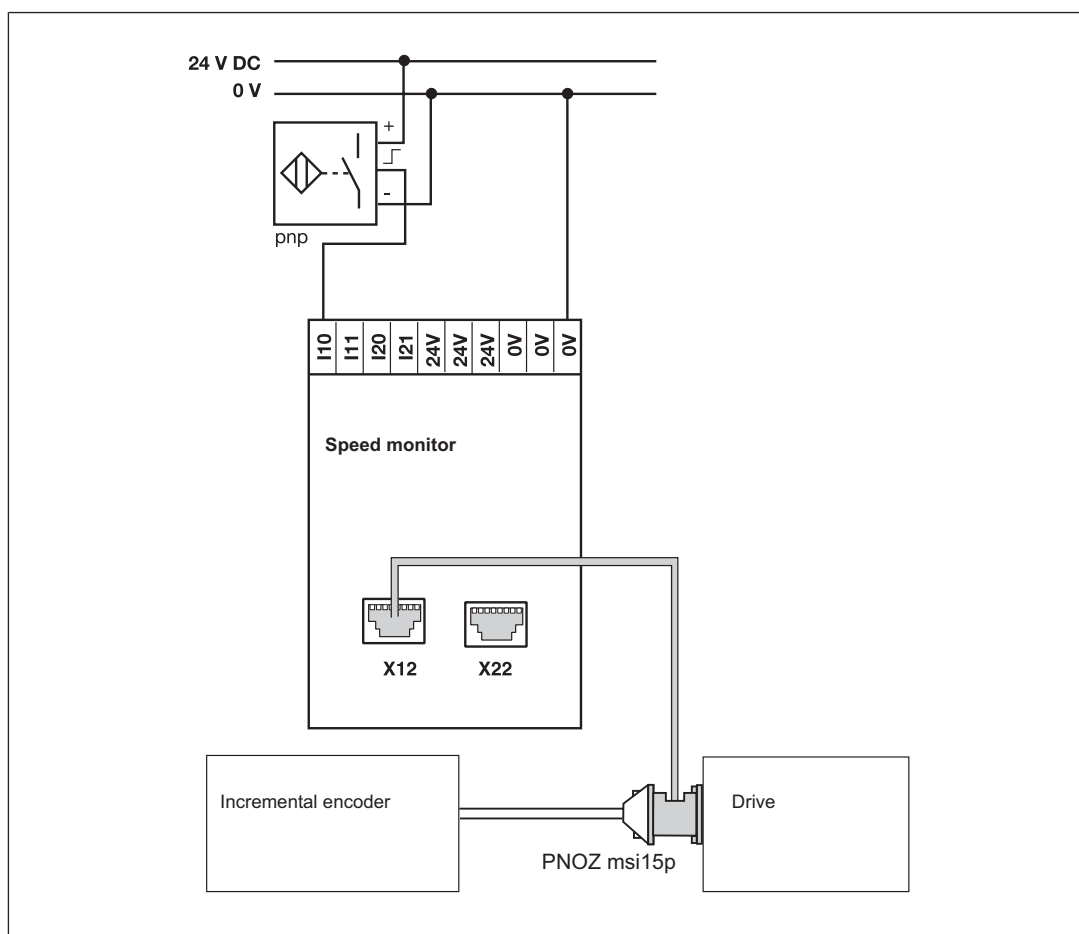 24 V DC
0 V
+
-
pnp
I10 I11 I20 I21 24V 24V 24V 0V 0V 0V
Speed monitor
X12 X22
Incremental encoder
Drive
PNOZ msi15p